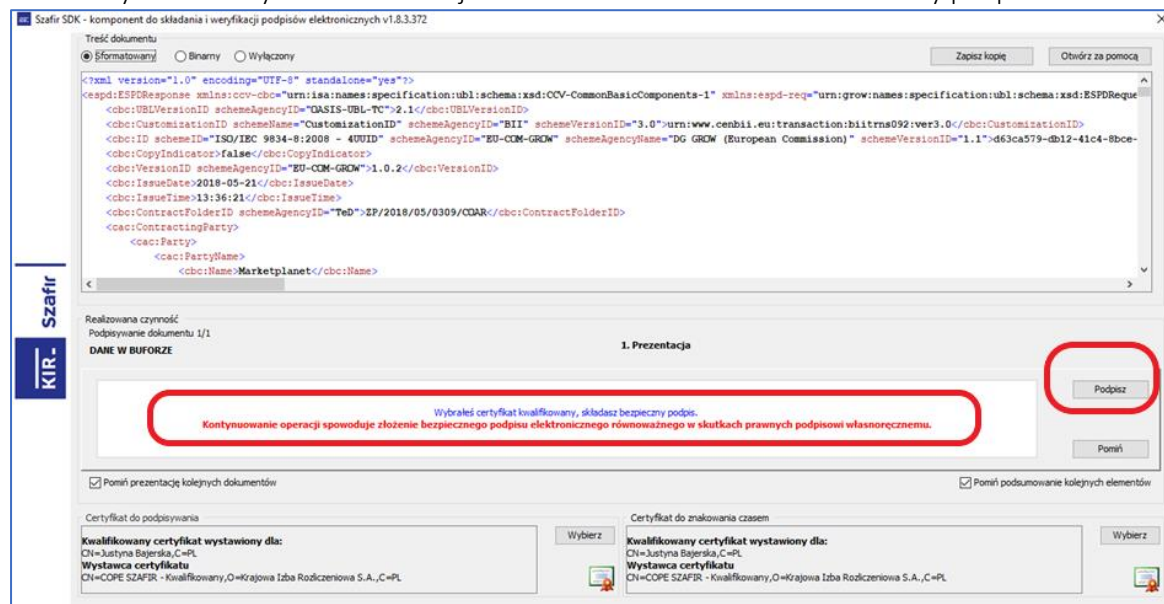 Szafir SDK - komponent do składania i weryfikacji podpisów elektronicznych v1.8.3.372
Treść dokumentu
Sformatowany Binarny Wyłączony Zapisz kopię Otwórz za pomocą
<?xml version="1.0" encoding="UTF-8" standalone="yes"?>
<espd:ESPDResponse xmlns:ccv-cbc="urn:isa:names:specification:ubl:schema:xsd:CCV-CommonBasicComponents-1" xmlns:espd-req="urn:grow:names:specification:ubl:schema:xsd:ESPDReque
<cbc:UBLVersionID schemeAgencyID="OASIS-UBL-TC">2.1</cbc:UBLVersionID>
<cbc:CustomizationID schemeName="CustomizationID" schemeAgencyID="BII" schemeVersionID="3.0">urn:www.cenbii.eu:transaction:biitrns092:ver3.0</cbc:CustomizationID>
<cbc:ID schemeID="ISO/IEC 9834-8:2008 - 4UUID" schemeAgencyID="EU-COM-GROW" schemeAgencyName="DG GROW (European Commission)" schemeVersionID="1.1">d63ca579-db12-41c4-8bce-
<cbc:CopyIndicator>false</cbc:CopyIndicator>
<cbc:VersionID schemeAgencyID="EU-COM-GROW">1.0.2</cbc:VersionID>
<cbc:IssueDate>2018-05-21</cbc:IssueDate>
<cbc:IssueTime>13:36:21</cbc:IssueTime>
<cbc:ContractFolderID schemeAgencyID="TeD">ZP/2018/05/0309/COAR</cbc:ContractFolderID>
<cac:ContractingParty>
<cac:Party>
<cac:PartyName>
<cbc:Name>Marketplanet</cbc:Name>
KIR. Szafir
Realizowana czynność
Podpisywanie dokumentu 1/1
DANE W BUFORZE
1. Prezentacja
Podpisz
Wybrałeś certyfikat kwalifikowany, składasz bezpieczny podpis.
Kontynuowanie operacji spowoduje złożenie bezpiecznego podpisu elektronicznego równoważnego w skutkach prawnych podpisowi własnoręcznemu.
Pomiń
Pomiń prezentację kolejnych dokumentów
Pomiń podsumowanie kolejnych elementów
Certyfikat do podpisywania
Wybierz
Kwalifikowany certyfikat wystawiony dla:
CN=Justyna Bajerska,C=PL
Wystawca certyfikatu
CN=COPE SZAFIR - Kwalifikowany,O=Krajowa Izba Rozliczeniowa S.A.,C=PL
Certyfikat do znakowania czasem
Wybierz
Kwalifikowany certyfikat wystawiony dla:
CN=Justyna Bajerska,C=PL
Wystawca certyfikatu
CN=COPE SZAFIR - Kwalifikowany,O=Krajowa Izba Rozliczeniowa S.A.,C=PL